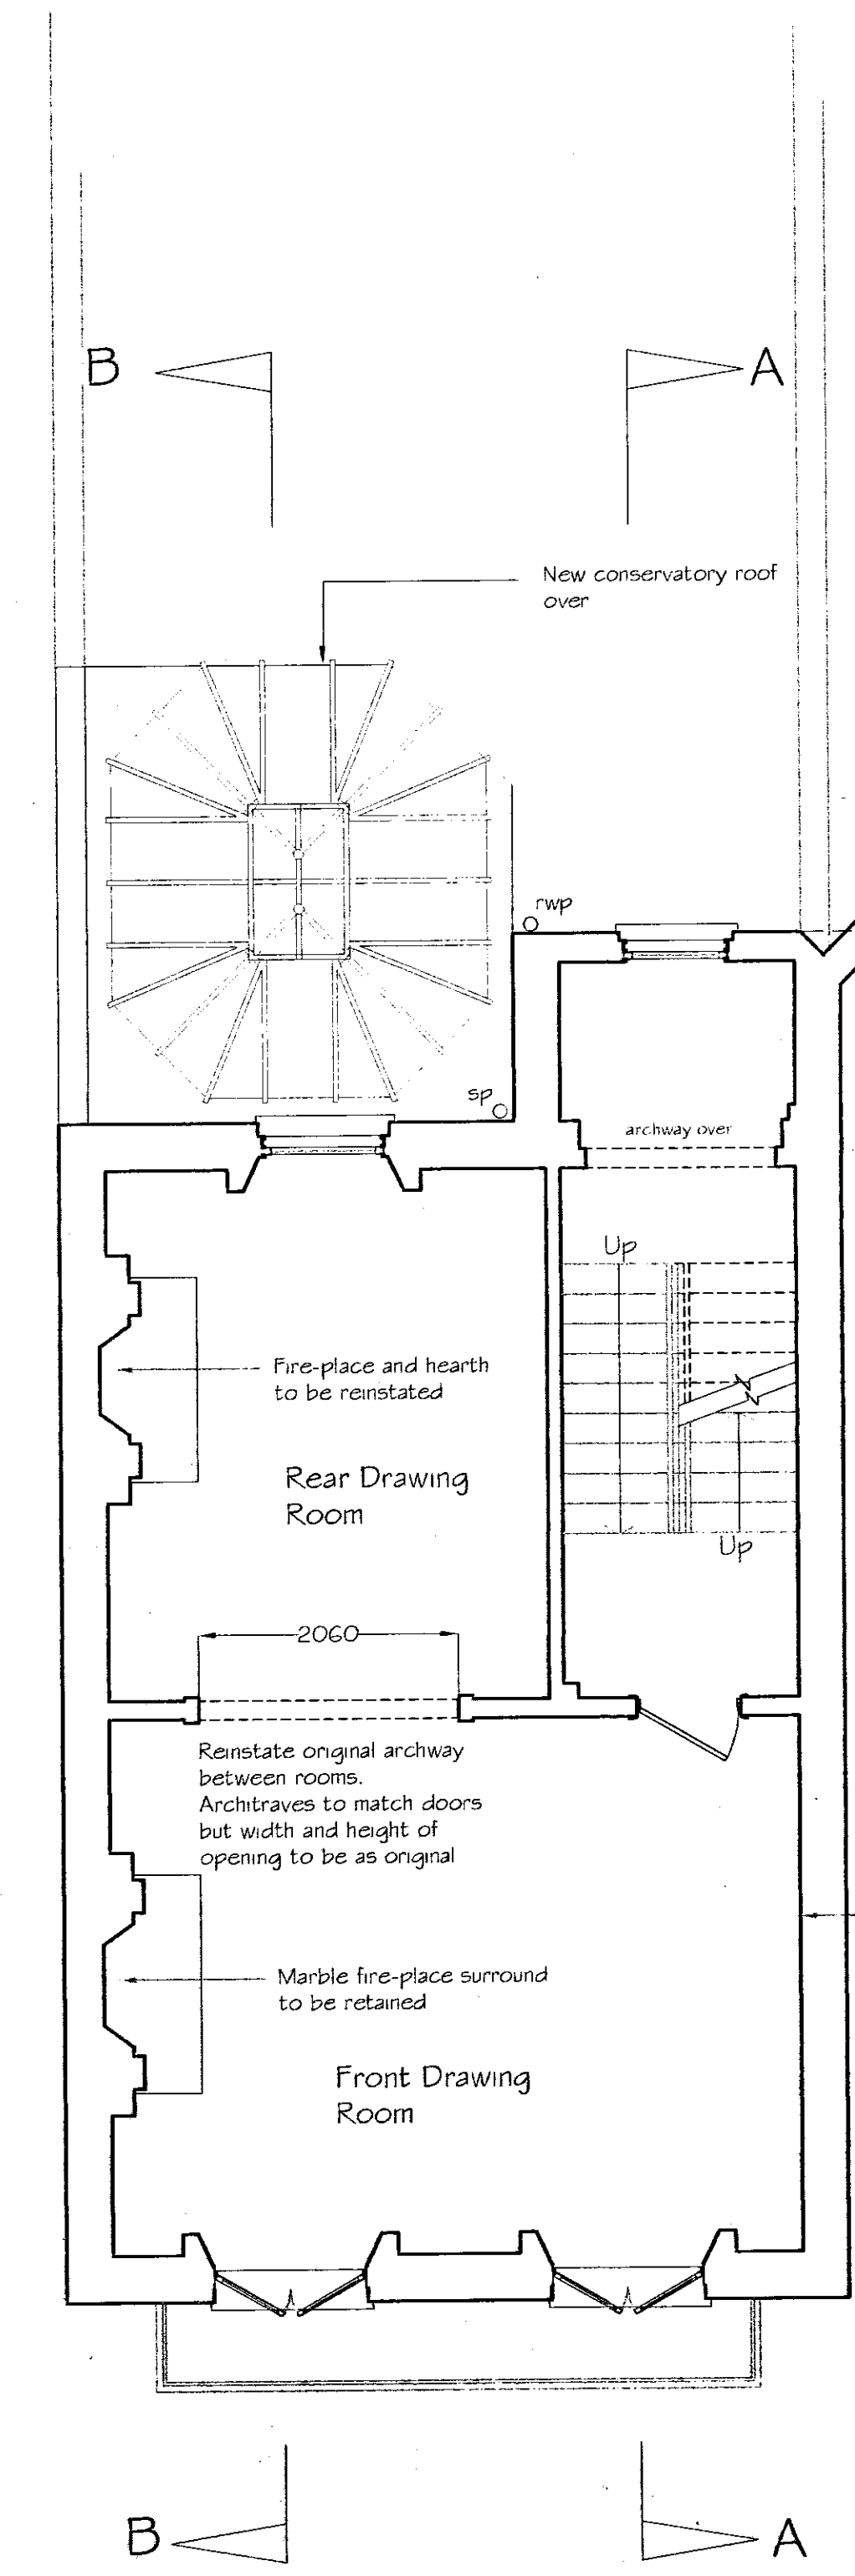 B
A
New conservatory roof
over
rwp
sp
archway over
Up
Fire-place and hearth
to be reinstated
Rear Drawing
Room
Up
2060
Reinstate original archway
between rooms.
Architraves to match doors
but width and height of
opening to be as original
Marble fire-place surround
to be retained
Front Drawing
Room
B
A